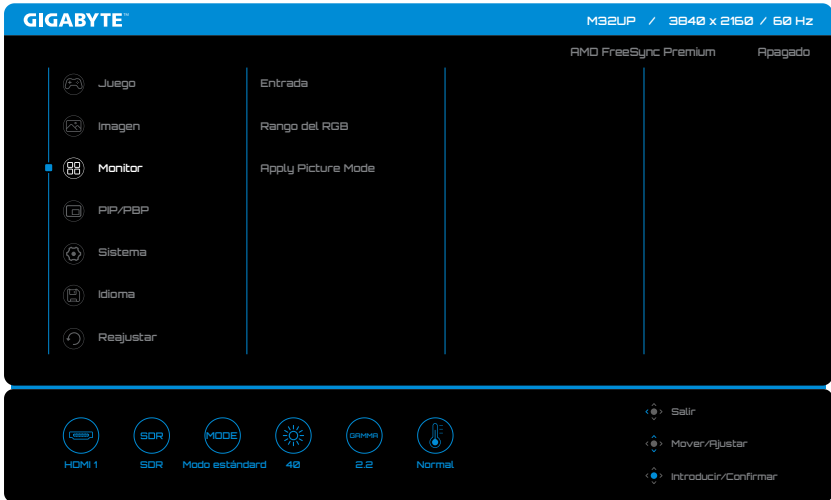 GIGABYTE™
M32UP / 3840 x 2160 / 60 Hz
AMD FreeSync Premium Apagado
Juego
Imagen
Monitor
PIP/PBP
Sistema
Idioma
Reajustar
Entrada
Rango del RGB
Apply Picture Mode
SDR
MODE
GAMMA
HDMI 1
SDR
Modo estándard
40
2.2
Normal
Salir
Mover/Ajustar
Introducir/Confirmar